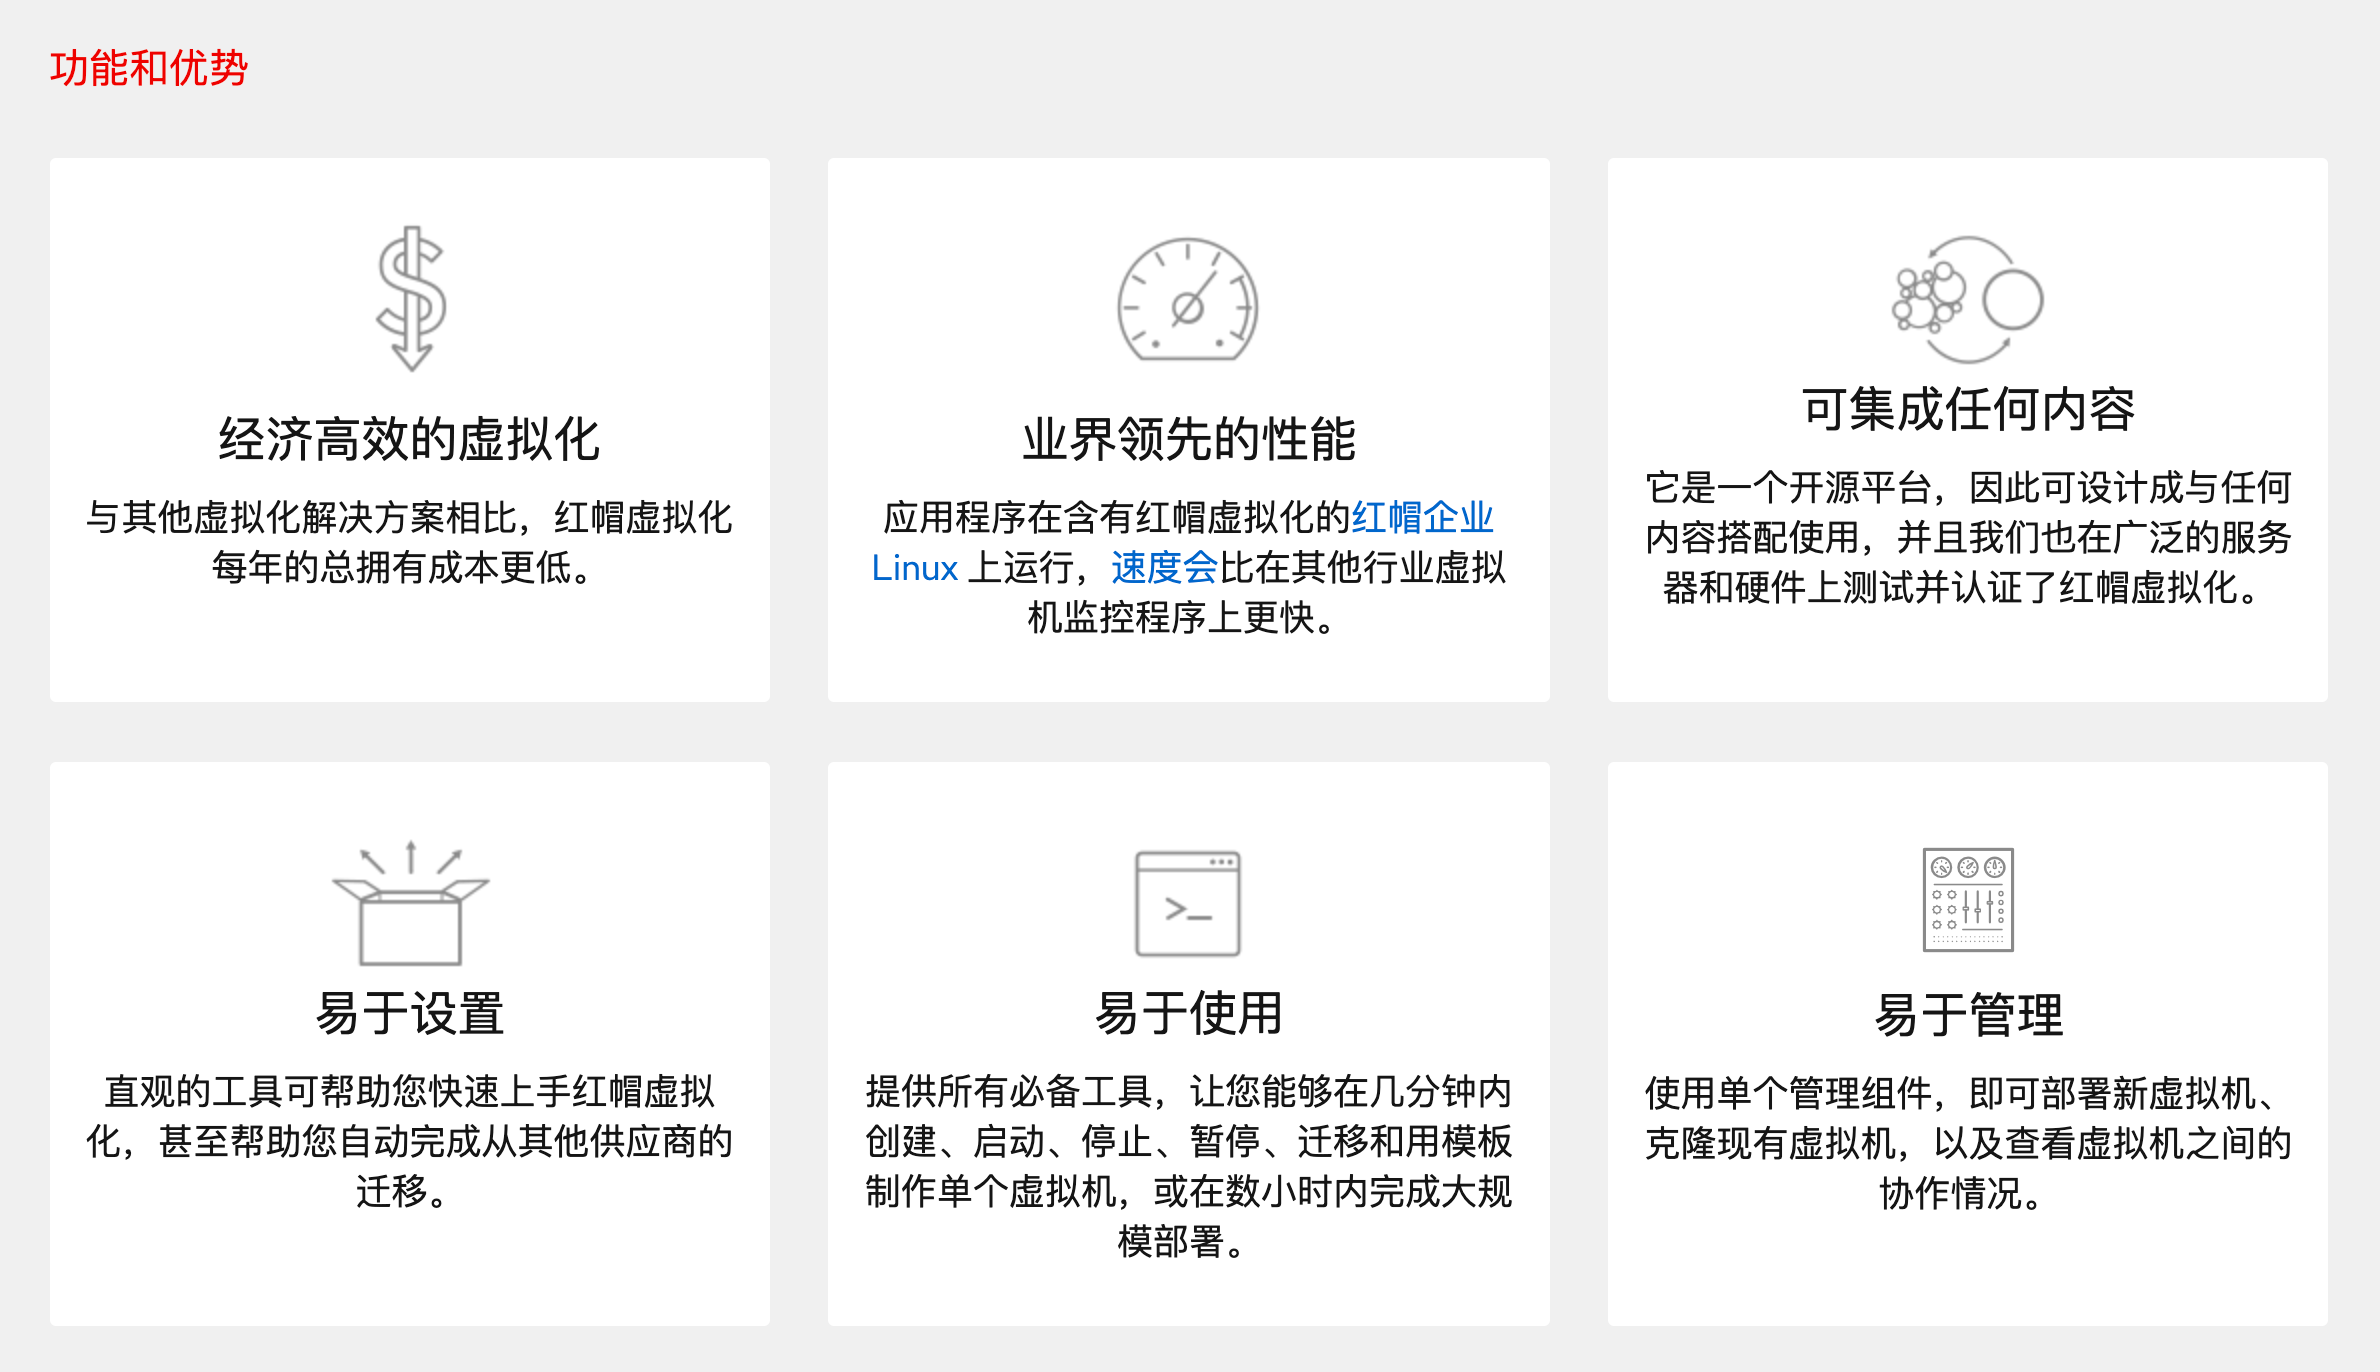 功能和优势
经济高效的虚拟化
与其他虚拟化解决方案相比，红帽虚拟化
每年的总拥有成本更低。
业界领先的性能
应用程序在含有红帽虚拟化的红帽企业
Linux 上运行，速度会比在其他行业虚拟
机监控程序上更快。
可集成任何内容
它是一个开源平台，因此可设计成与任何
内容搭配使用，并且我们也在广泛的服务
器和硬件上测试并认证了红帽虚拟化。
易于设置
直观的工具可帮助您快速上手红帽虚拟
化，甚至帮助您自动完成从其他供应商的
迁移。
易于使用
提供所有必备工具，让您能够在几分钟内
创建、启动、停止、暂停、迁移和用模板
制作单个虚拟机，或在数小时内完成大规
模部署。
易于管理
使用单个管理组件，即可部署新虚拟机、
克隆现有虚拟机，以及查看虚拟机之间的
协作情况。